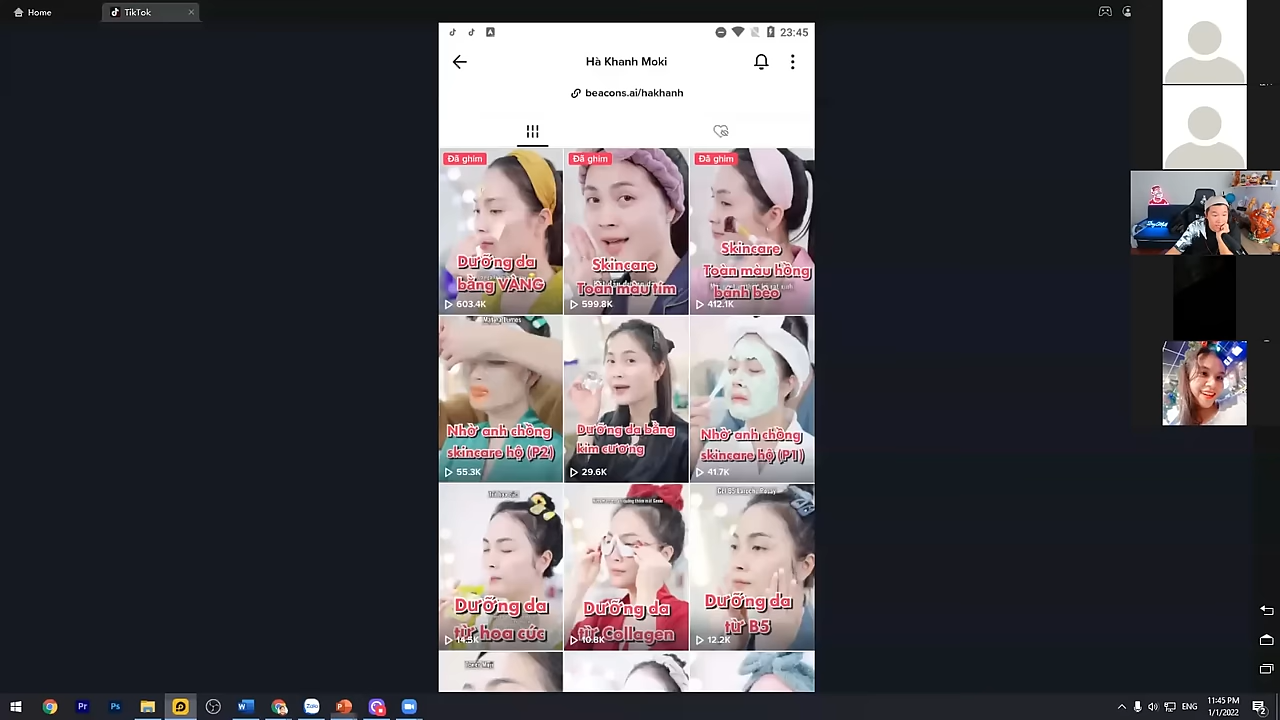 Home
TikTok
23:45
Hà Khanh Moki
beacons.ai/hakhanh
Đã ghim
Dưỡng da
bằng VÀNG
603.4K
Đã ghim
Skincare
Toàn màu tím
599.8K
Đã ghim
Skincare
Toàn màu hồng
bánh bèo
412.1K
Nhờ anh chồng
skincare hộ (P2)
55.3K
Dưỡng da bằng
kim cương
29.6K
Nhờ anh chồng
skincare hộ (P1)
41.7K
Dưỡng da
từ hoa cúc
14.5K
Dưỡng da
từ Collagen
10.8K
Dưỡng da
từ B5
12.2K
ENG
11:45 PM
1/1/2022